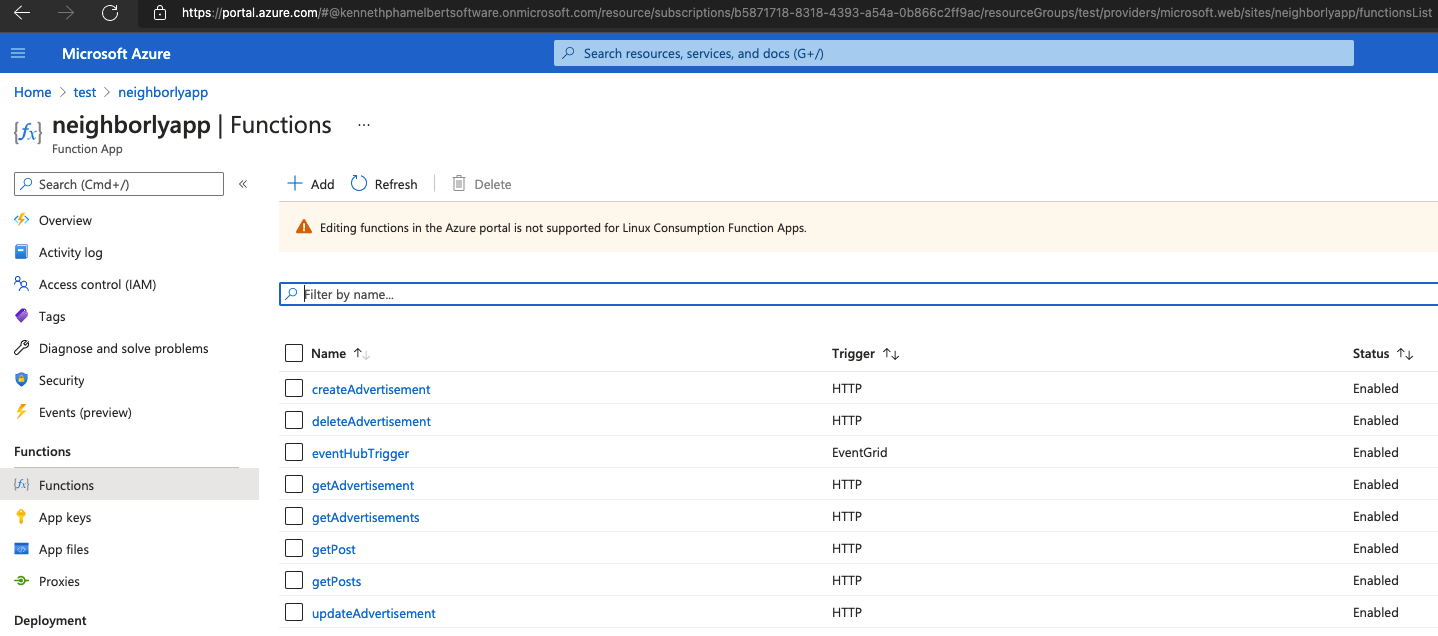 https://portal.azure.com/#@kennethphamelbertsoftware.onmicrosoft.com/resource/subscriptions/b5871718-8318-4393-a54a-0b866c2ff9ac/resourceGroups/test/providers/microsoft.web/sites/neighborlyapp/functionsList
Microsoft Azure
Search resources, services, and docs (G+/)
Home > test > neighborlyapp
neighborlyapp | Functions ...
Function App
Search (Cmd+/) «
Add Refresh Delete
Overview
Editing functions in the Azure portal is not supported for Linux Consumption Function Apps.
Activity log
Access control (IAM)
Filter by name...
Tags
Diagnose and solve problems
Name ↑↓ Trigger ↑↓ Status ↑↓
Security
createAdvertisement HTTP Enabled
Events (preview)
deleteAdvertisement HTTP Enabled
Functions
eventHubTrigger EventGrid Enabled
Functions
getAdvertisement HTTP Enabled
App keys
getAdvertisements HTTP Enabled
App files
getPost HTTP Enabled
Proxies
getPosts HTTP Enabled
Deployment
updateAdvertisement HTTP Enabled